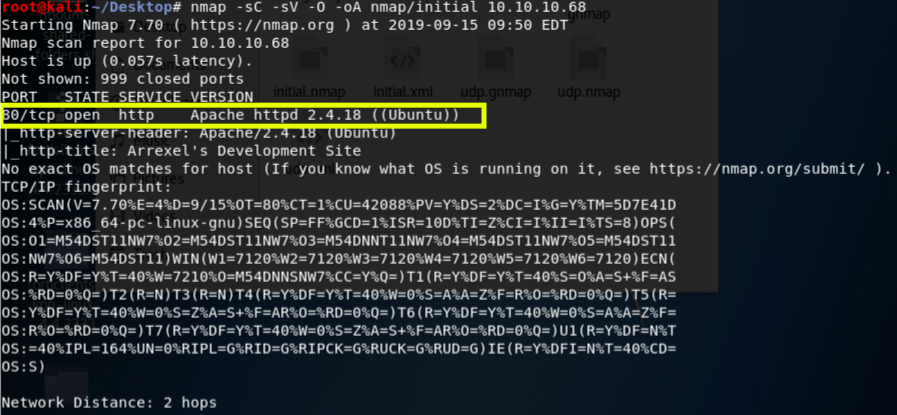 root@kali:~/Desktop# nmap -sC -sV -O -oA nmap/initial 10.10.10.68
Starting Nmap 7.70 ( https://nmap.org ) at 2019-09-15 09:50 EDT
Nmap scan report for 10.10.10.68
Host is up (0.057s latency).
Not shown: 999 closed ports
PORT   STATE SERVICE VERSION
80/tcp open  http    Apache httpd 2.4.18 ((Ubuntu))
|_http-server-header: Apache/2.4.18 (Ubuntu)
|_http-title: Arrexel's Development Site
No exact OS matches for host (If you know what OS is running on it, see https://nmap.org/submit/ ).
TCP/IP fingerprint:
OS:SCAN(V=7.70%E=4%D=9/15%OT=80%CT=1%CU=42088%PV=Y%DS=2%DC=I%G=Y%TM=5D7E41D
OS:4%P=x86_64-pc-linux-gnu)SEQ(SP=FF%GCD=1%ISR=10D%TI=Z%CI=I%II=I%TS=8)OPS(
OS:O1=M54DST11NW7%O2=M54DST11NW7%O3=M54DNNT11NW7%O4=M54DST11NW7%O5=M54DST11
OS:NW7%O6=M54DST11)WIN(W1=7120%W2=7120%W3=7120%W4=7120%W5=7120%W6=7120)ECN(
OS:R=Y%DF=Y%T=40%W=7210%O=M54DNNSNW7%CC=Y%Q=)T1(R=Y%DF=Y%T=40%S=O%A=S+%F=AS
OS:%RD=0%Q=)T2(R=N)T3(R=N)T4(R=Y%DF=Y%T=40%W=0%S=A%A=Z%F=R%O=%RD=0%Q=)T5(R=
OS:Y%DF=Y%T=40%W=0%S=Z%A=S+%F=AR%O=%RD=0%Q=)T6(R=Y%DF=Y%T=40%W=0%S=A%A=Z%F=
OS:R%O=%RD=0%Q=)T7(R=Y%DF=Y%T=40%W=0%S=Z%A=S+%F=AR%O=%RD=0%Q=)U1(R=Y%DF=N%T
OS:=40%IPL=164%UN=0%RIPL=G%RID=G%RIPCK=G%RUCK=G%RUD=G)IE(R=Y%DFI=N%T=40%CD=
OS:S)
Network Distance: 2 hops
gnmap
initial.nmap
initial.xml
udp.gnmap
udp.nmap
Pictures